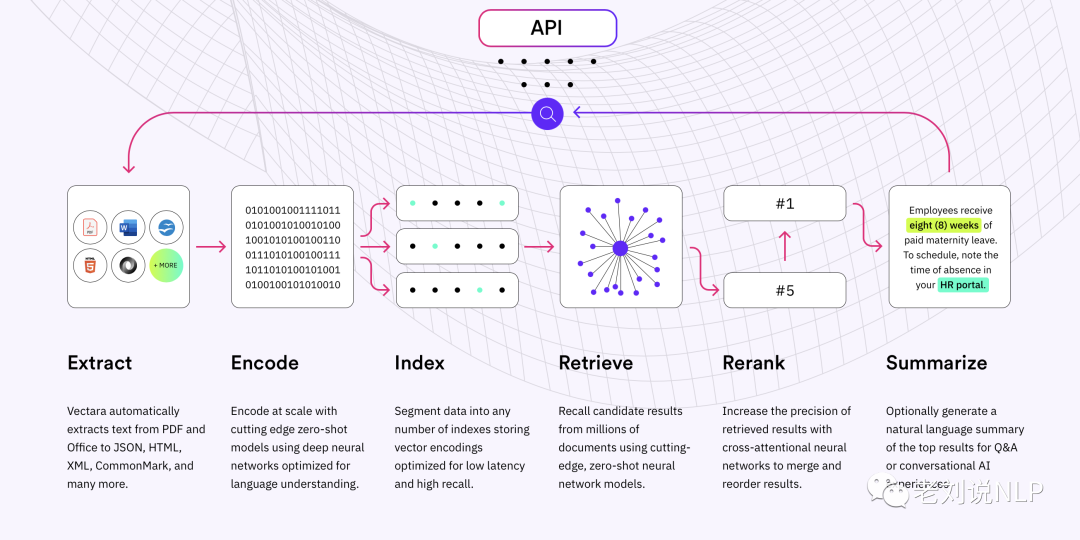 API
PDF
W
HTML
5
+ MORE
0101001001111011
0101001010010100
1001010100100110
0111010100100111
1011010100101001
0100100101010010
#1
#5
Employees receive
eight (8) weeks of
paid maternity leave.
To schedule, note the
time of absence in
your HR portal.
Extract
Vectara automatically
extracts text from PDF and
Office to JSON, HTML,
XML, CommonMark, and
many more.
Encode
Encode at scale with
cutting edge zero-shot
models using deep neural
networks optimized for
language understanding.
Index
Segment data into any
number of indexes storing
vector encodings
optimized for low latency
and high recall.
Retrieve
Recall candidate results
from millions of
documents using cutting-
edge, zero-shot neural
network models.
Rerank
Increase the precision of
retrieved results with
cross-attentional neural
networks to merge and
reorder results.
Summarize
Optionally generate a
natural language summary
of the top results for Q&A
or conversational AI
experiences.
老刘说NLP